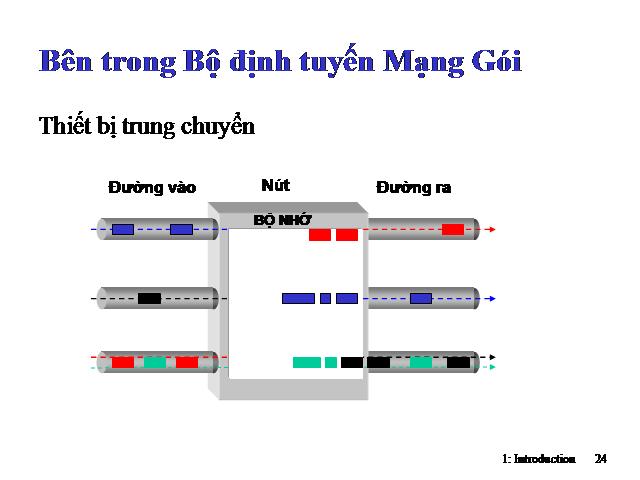 Bên trong Bộ định tuyến Mạng Gói
Thiết bị trung chuyển
Đường vào
Nút
Đường ra
BỘ NHỚ
1: Introduction 24